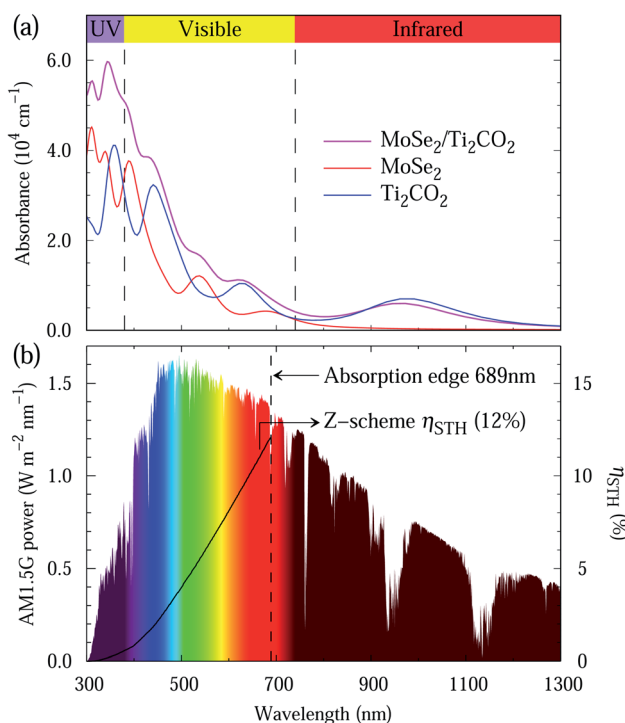 (a)
UV Visible Infrared
6.0
4.0
2.0
0.0
Absorbance (10⁴ cm⁻¹)
MoSe₂/Ti₂CO₂
MoSe₂
Ti₂CO₂
(b)
1.5
1.0
0.5
0.0
AM1.5G power (W m⁻² nm⁻¹)
Absorption edge 689nm
Z−scheme ηSTH (12%)
15
10
5
0
ηSTH (%)
300 500 700 900 1100 1300
Wavelength (nm)